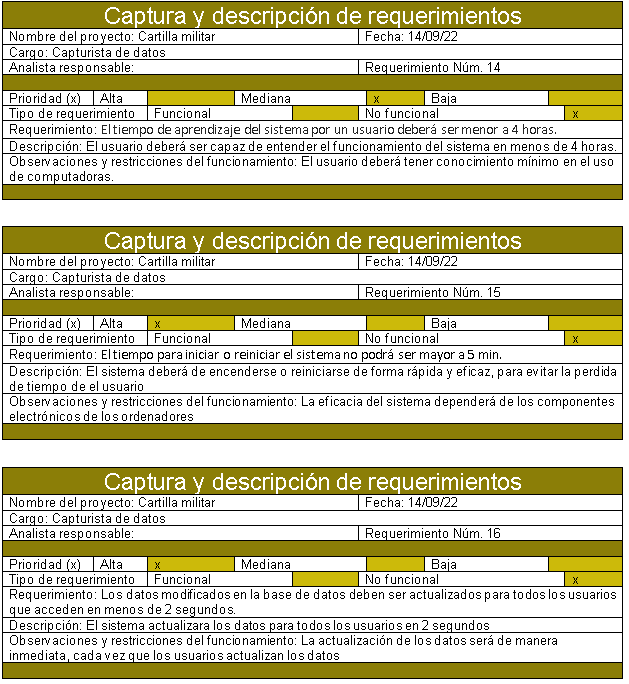 Captura y descripción de requerimientos
Nombre del proyecto: Cartilla militar Fecha: 14/09/22
Cargo: Capturista de datos
Analista responsable: Requerimiento Núm. 14
Prioridad (x) Alta Mediana x Baja
Tipo de requerimiento Funcional No funcional x
Requerimiento: El tiempo de aprendizaje del sistema por un usuario deberá ser menor a 4 horas.
Descripción: El usuario deberá ser capaz de entender el funcionamiento del sistema en menos de 4 horas.
Observaciones y restricciones del funcionamiento: El usuario deberá tener conocimiento mínimo en el uso
de computadoras.
Captura y descripción de requerimientos
Nombre del proyecto: Cartilla militar Fecha: 14/09/22
Cargo: Capturista de datos
Analista responsable: Requerimiento Núm. 15
Prioridad (x) Alta x Mediana Baja
Tipo de requerimiento Funcional No funcional x
Requerimiento: El tiempo para iniciar o reiniciar el sistema no podrá ser mayor a 5 min.
Descripción: El sistema deberá de encenderse o reiniciarse de forma rápida y eficaz, para evitar la perdida
de tiempo de el usuario
Observaciones y restricciones del funcionamiento: La eficacia del sistema dependerá de los componentes
electrónicos de los ordenadores
Captura y descripción de requerimientos
Nombre del proyecto: Cartilla militar Fecha: 14/09/22
Cargo: Capturista de datos
Analista responsable: Requerimiento Núm. 16
Prioridad (x) Alta x Mediana Baja
Tipo de requerimiento Funcional No funcional x
Requerimiento: Los datos modificados en la base de datos deben ser actualizados para todos los usuarios
que acceden en menos de 2 segundos.
Descripción: El sistema actualizara los datos para todos los usuarios en 2 segundos
Observaciones y restricciones del funcionamiento: La actualización de los datos será de manera
inmediata, cada vez que los usuarios actualizan los datos